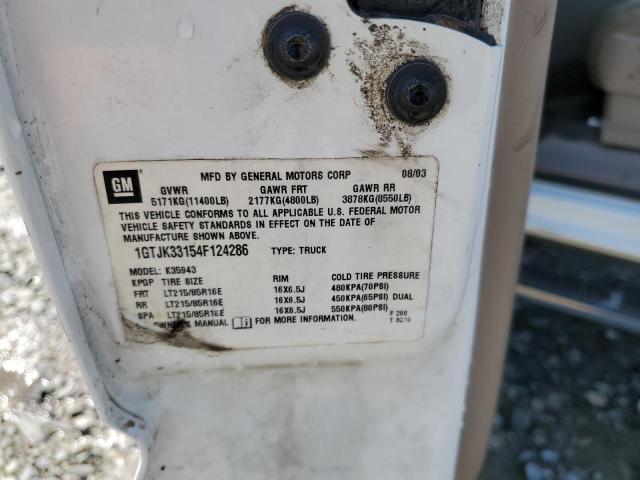 GM MFD BY GENERAL MOTORS CORP 08/03
GVWR GAWR FRT GAWR RR
5171KG(11400LB) 2177KG(4800LB) 3878KG(8550LB)
THIS VEHICLE CONFORMS TO ALL APPLICABLE U.S. FEDERAL MOTOR
VEHICLE SAFETY STANDARDS IN EFFECT ON THE DATE OF
MANUFACTURE SHOWN ABOVE.
1GTJK33154F124286 TYPE: TRUCK
MODEL: K35943
KPGP TIRE SIZE RIM COLD TIRE PRESSURE
FRT LT215/85R16E 16X6.5J 480KPA(70PSI)
RR LT215/85R16E 16X6.5J 450KPA(65PSI) DUAL
SPA LT215/85R16E 16X6.5J 550KPA(80PSI)
MANUAL FOR MORE INFORMATION.